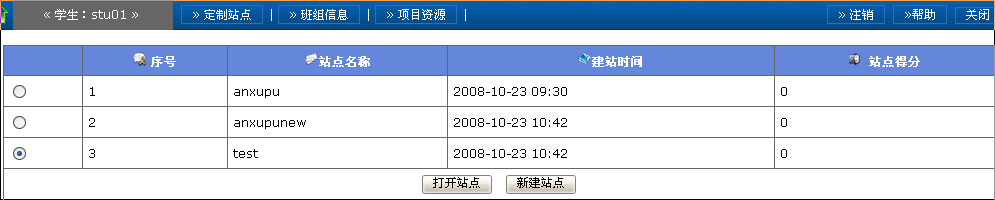 » 学生：stu01 » » 定制站点 | » 班组信息 | » 项目资源 | » 注销 »帮助 关闭
序号 站点名称 建站时间 站点得分
1 anxupu 2008-10-23 09:30 0
2 anxupunew 2008-10-23 10:42 0
3 test 2008-10-23 10:42 0
打开站点 新建站点